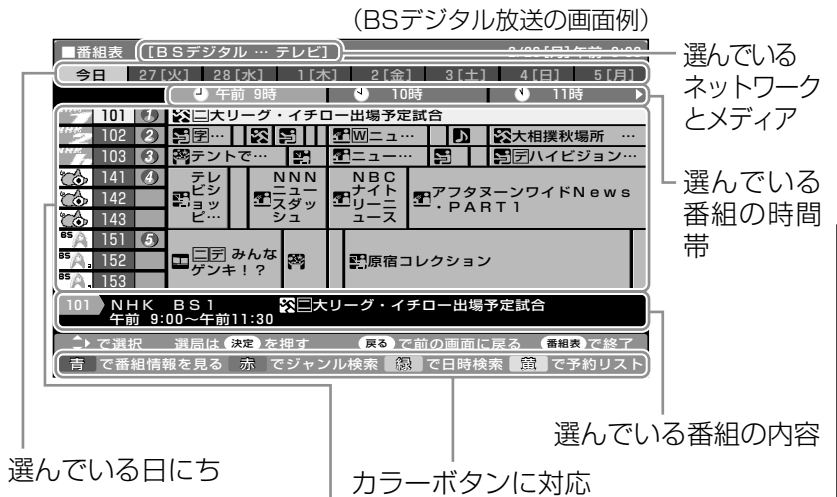 (BSデジタル放送の画面例)
■番組表 [BSデジタル … テレビ]
今日 27[火] 28[水] 1[木] 2[金] 3[土] 4[日] 5[月]
午前 9時 10時 11時
101 1 二大リーグ・イチロー出場予定試合
102 2 字… W ニュ… 大相撲秋場所 …
103 3 テントで… ニュー… デハイビジョン…
141 4 テレビショッピ… NNNニュースダッシュ NBCナイトリーニュース アフタヌーンワイドNews・PART1
142
143
151 5
152 二デ みんなゲンキ!? 原宿コレクション
153
101 NHK BS1 二大リーグ・イチロー出場予定試合
午前 9:00~午前11:30
で選択 選局は 決定 を押す 戻る で前の画面に戻る 番組表 で終了
青 で番組情報を見る 赤 でジャンル検索 緑 で日時検索 黄 で予約リスト
選んでいる
ネットワーク
とメディア
選んでいる
番組の時間
帯
選んでいる番組の内容
選んでいる日にち
カラーボタンに対応